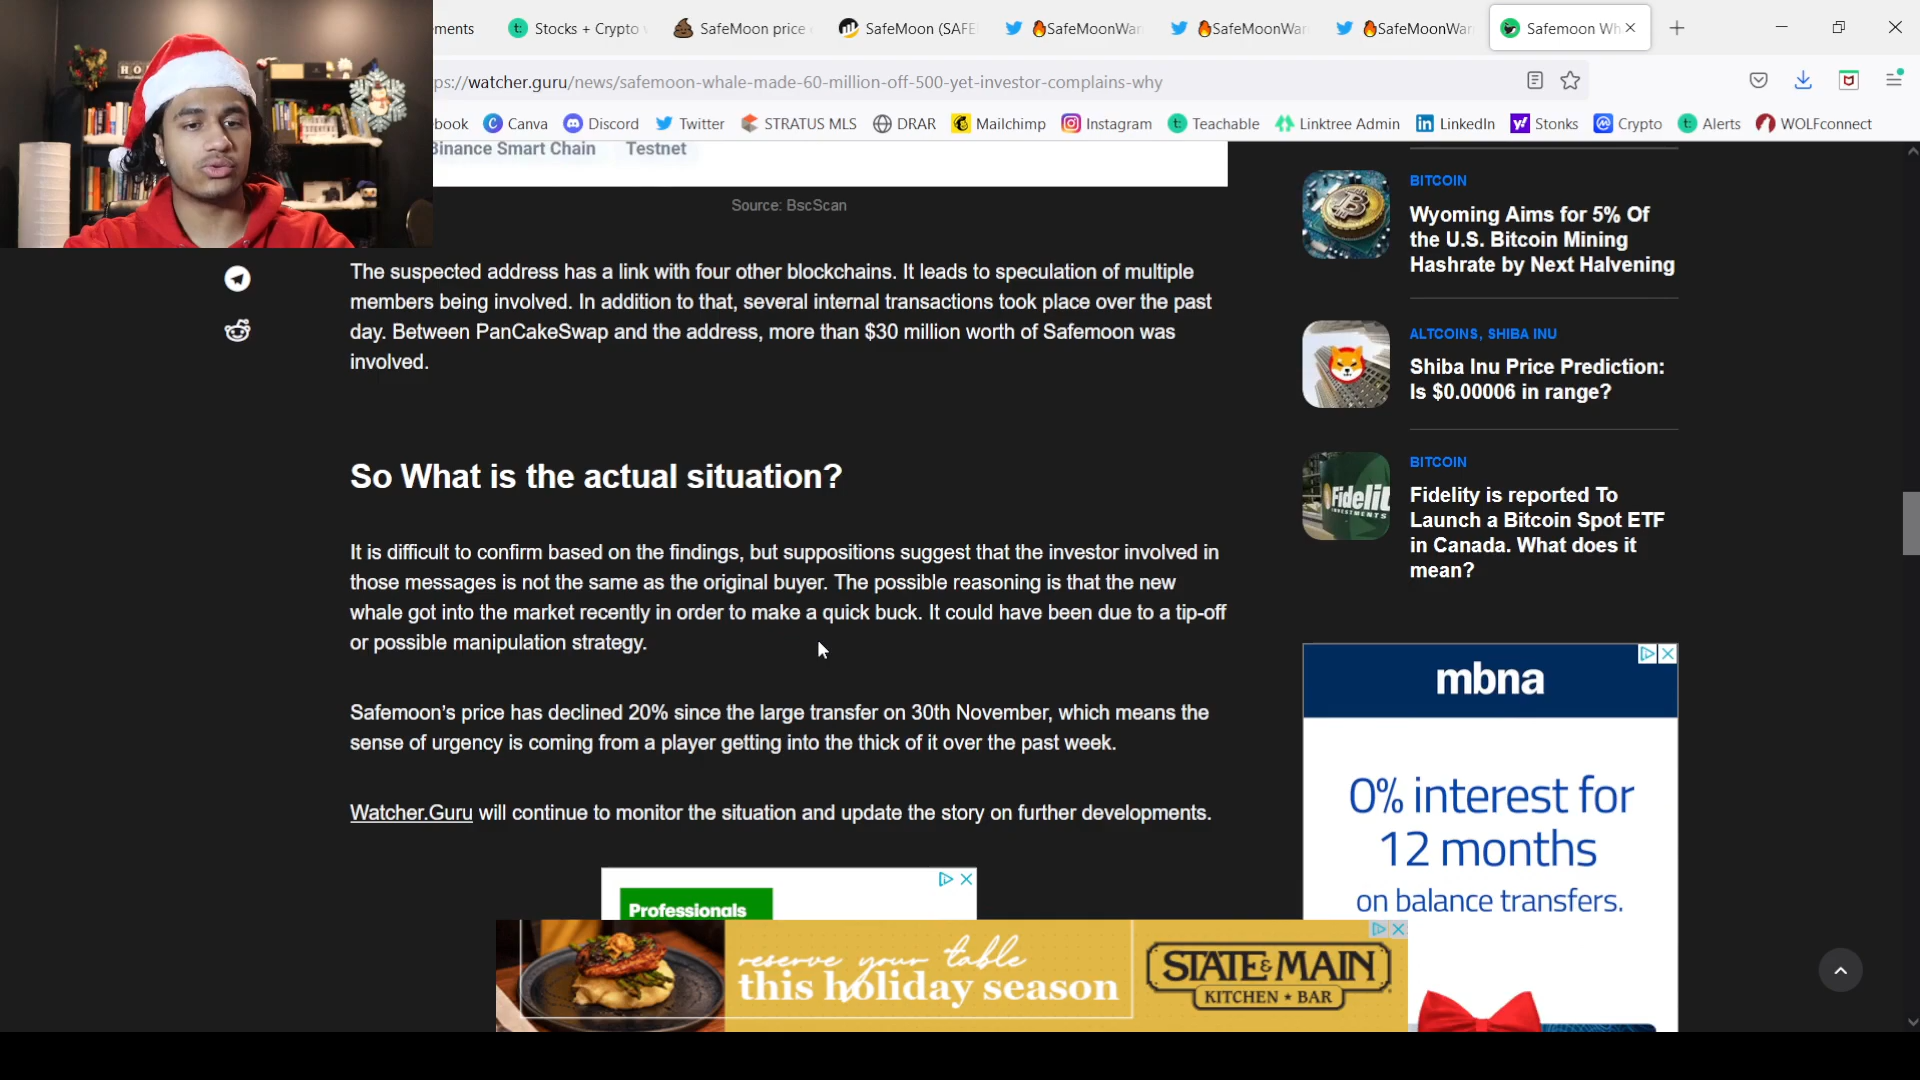 ments
Stocks + Crypto
SafeMoon price
SafeMoon (SAFE
🔥SafeMoonWar
🔥SafeMoonWar
🔥SafeMoonWar
Safemoon Wh
ps://watcher.guru/news/safemoon-whale-made-60-million-off-500-yet-investor-complains-why
book
Canva
Discord
Twitter
STRATUS MLS
DRAR
Mailchimp
Instagram
Teachable
Linktree Admin
LinkedIn
Stonks
Crypto
Alerts
WOLFconnect
Binance Smart Chain
Testnet
Source: BscScan
The suspected address has a link with four other blockchains. It leads to speculation of multiple
members being involved. In addition to that, several internal transactions took place over the past
day. Between PanCakeSwap and the address, more than $30 million worth of Safemoon was
involved.
So What is the actual situation?
It is difficult to confirm based on the findings, but suppositions suggest that the investor involved in
those messages is not the same as the original buyer. The possible reasoning is that the new
whale got into the market recently in order to make a quick buck. It could have been due to a tip-off
or possible manipulation strategy.
Safemoon’s price has declined 20% since the large transfer on 30th November, which means the
sense of urgency is coming from a player getting into the thick of it over the past week.
Watcher.Guru will continue to monitor the situation and update the story on further developments.
BITCOIN
Wyoming Aims for 5% Of
the U.S. Bitcoin Mining
Hashrate by Next Halvening
ALTCOINS, SHIBA INU
Shiba Inu Price Prediction:
Is $0.00006 in range?
BITCOIN
Fidelity is reported To
Launch a Bitcoin Spot ETF
in Canada. What does it
mean?
Fidelit
INVESTMENTS
mbna
0% interest for
12 months
on balance transfers.
Professionals
reserve your table
this holiday season
STATE & MAIN
KITCHEN ★ BAR